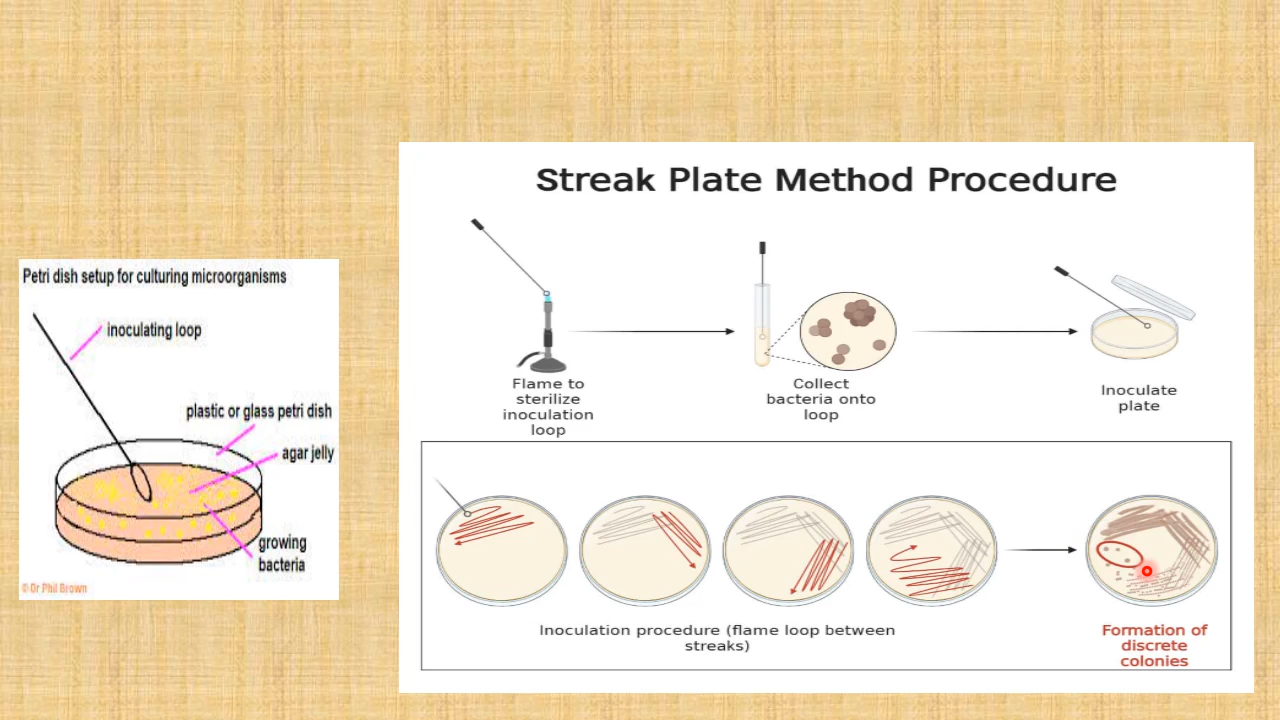 Streak Plate Method Procedure
Petri dish setup for culturing microorganisms
inoculating loop
plastic or glass petri dish
agar jelly
growing
bacteria
© Dr Phil Brown
Flame to
sterilize
inoculation
loop
Collect
bacteria onto
loop
Inoculate
plate
Inoculation procedure (flame loop between
streaks)
Formation of
discrete
colonies